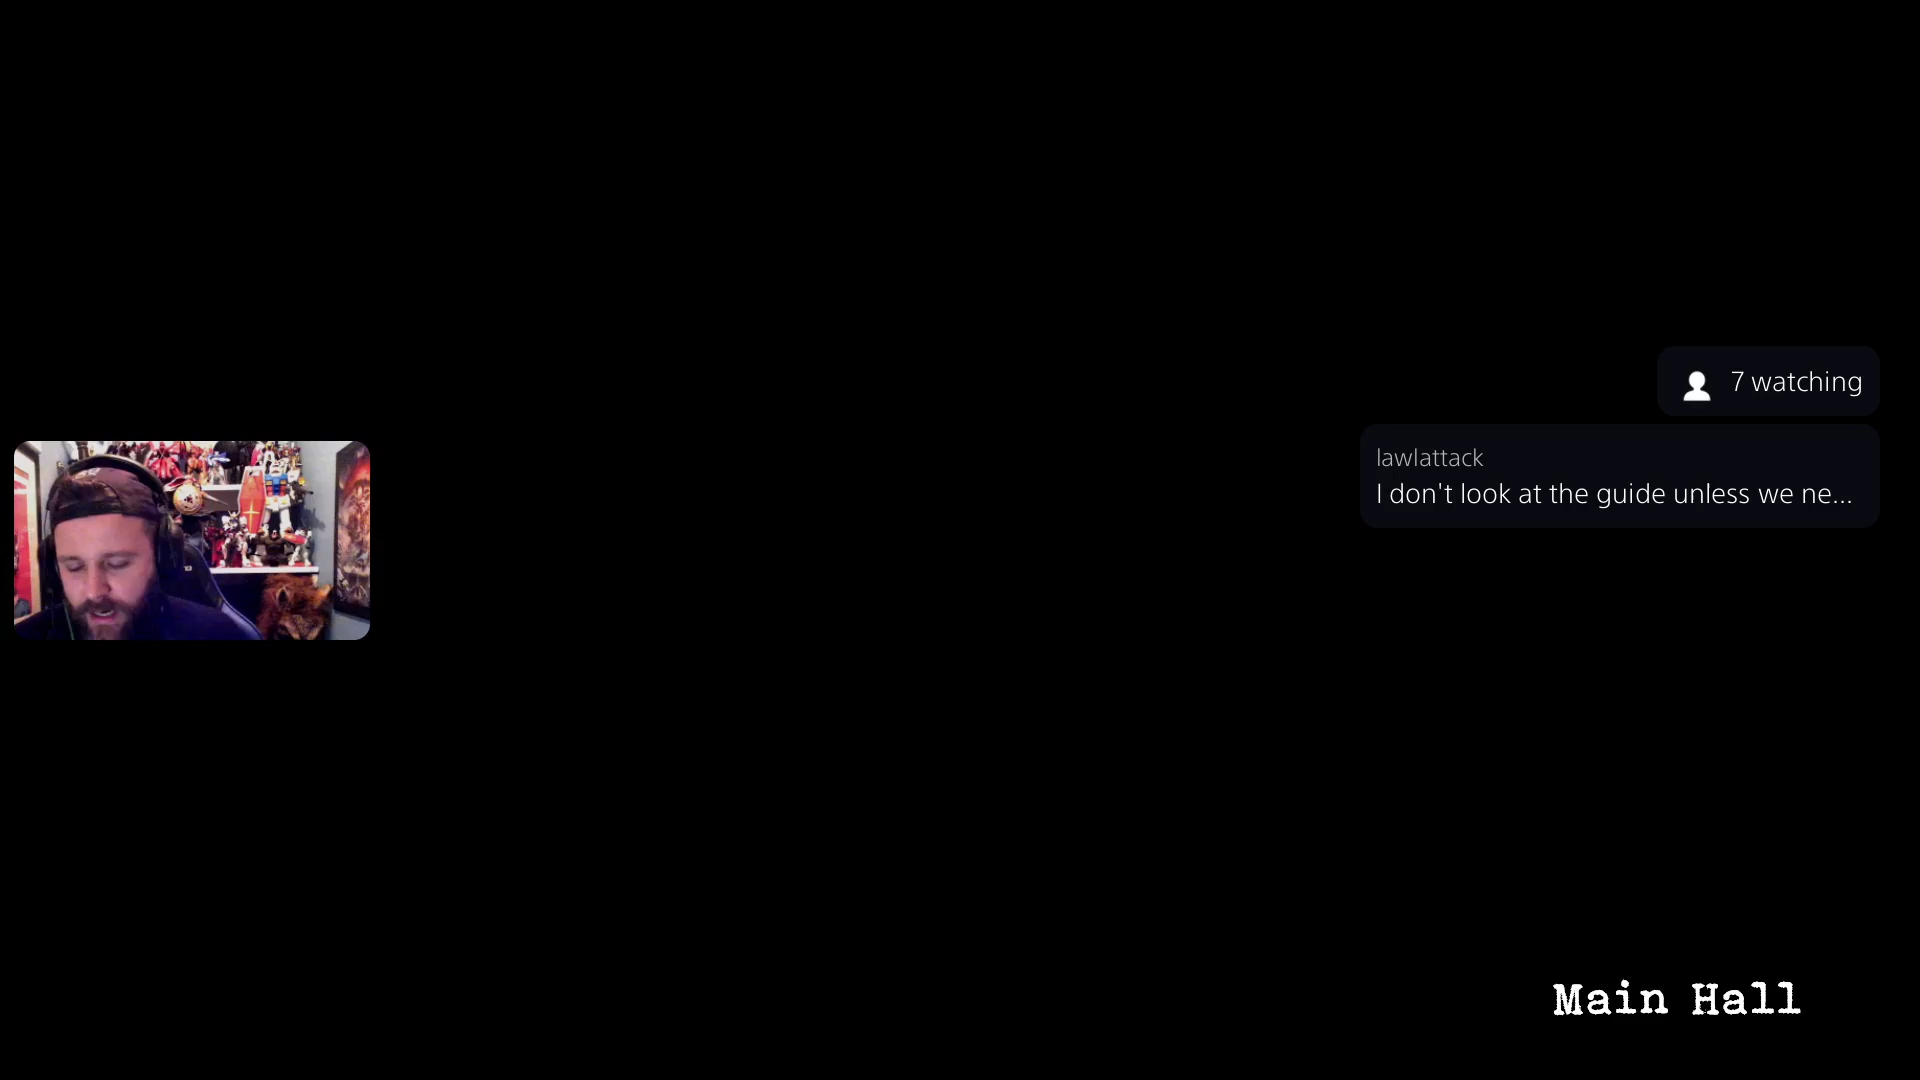 7 watching
lawlattack
I don't look at the guide unless we ne...
Main Hall